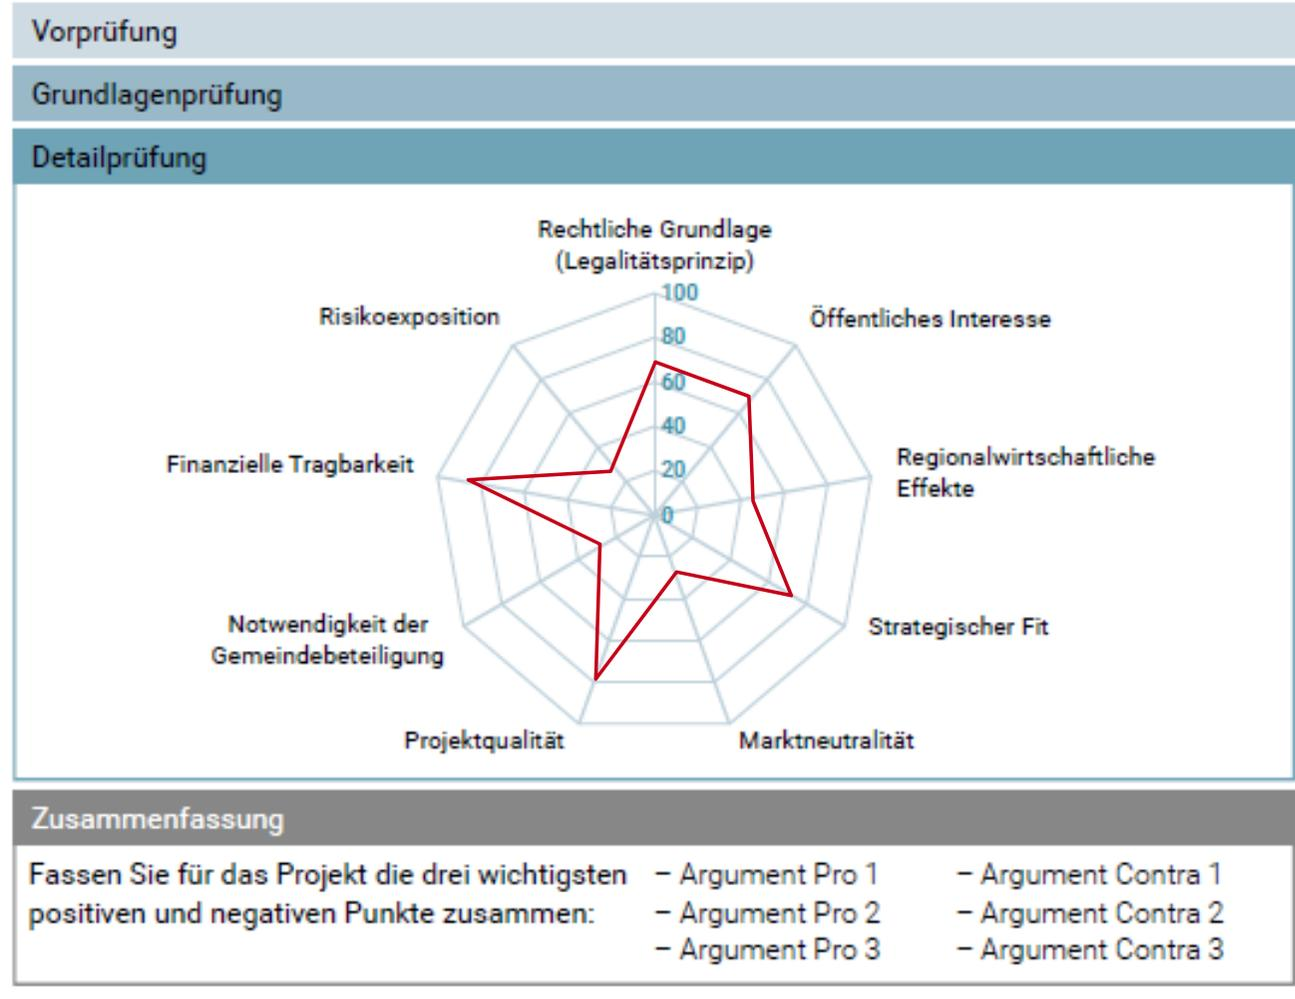 Vorprüfung
Grundlagenprüfung
Detailprüfung
Rechtliche Grundlage
(Legalitätsprinzip)
100
80
60
40
20
0
Risikoexposition
Öffentliches Interesse
Finanzielle Tragbarkeit
Regionalwirtschaftliche
Effekte
Notwendigkeit der
Gemeindebeteiligung
Strategischer Fit
Projektqualität
Marktneutralität
Zusammenfassung
Fassen Sie für das Projekt die drei wichtigsten
positiven und negativen Punkte zusammen:
– Argument Pro 1
– Argument Pro 2
– Argument Pro 3
– Argument Contra 1
– Argument Contra 2
– Argument Contra 3